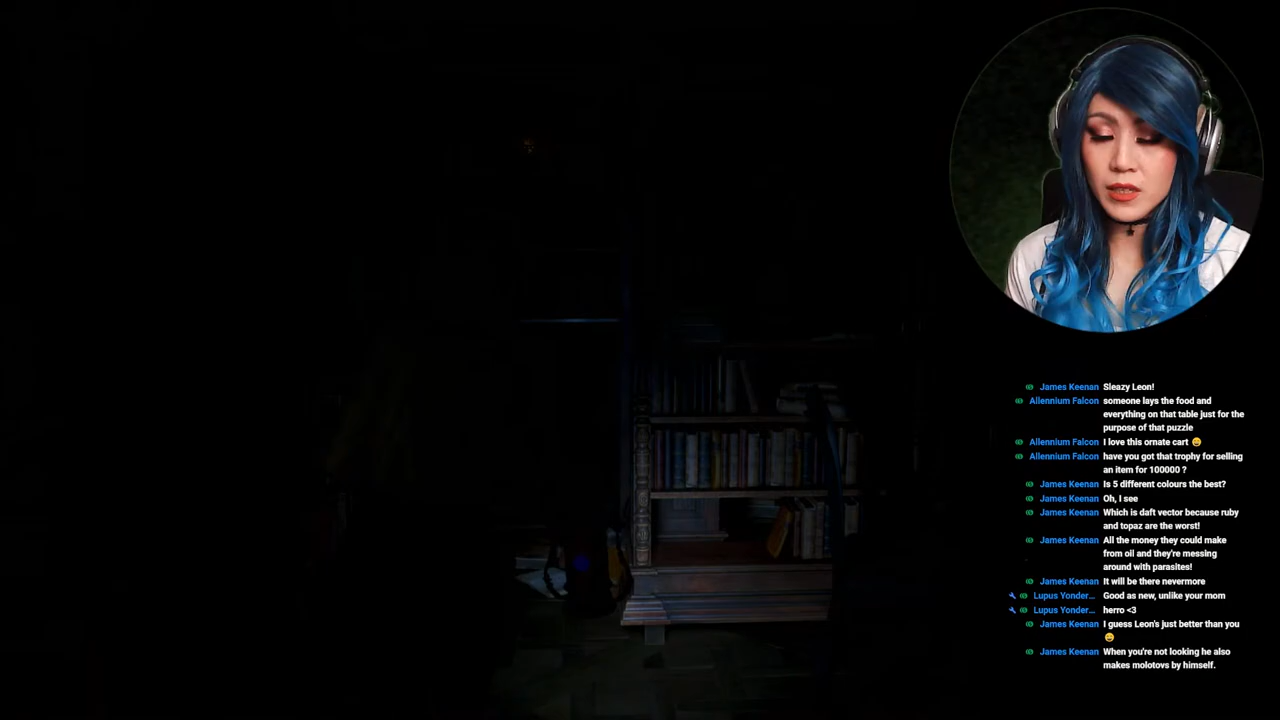 James Keenan Sleazy Leon!
Allennium Falcon someone lays the food and
everything on that table just for the
purpose of that puzzle
Allennium Falcon I love this ornate cart 😄
Allennium Falcon have you got that trophy for selling
an item for 100000 ?
James Keenan Is 5 different colours the best?
James Keenan Oh, I see
James Keenan Which is daft vector because ruby
and topaz are the worst!
James Keenan All the money they could make
from oil and they're messing
around with parasites!
James Keenan It will be there nevermore
Lupus Yonder... Good as new, unlike your mom
Lupus Yonder... herro <3
James Keenan I guess Leon's just better than you
😄
James Keenan When you're not looking he also
makes molotovs by himself.